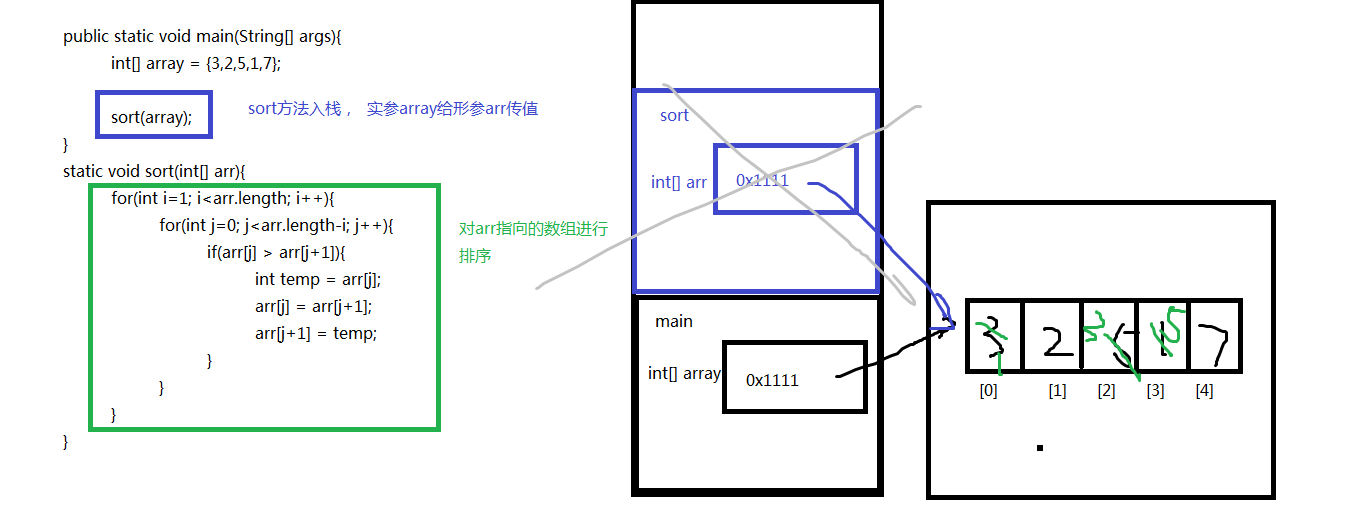 public static void main(String[] args){
int[] array = {3,2,5,1,7};
sort(array);
sort方法入栈， 实参array给形参arr传值
}
static void sort(int[] arr){
for(int i=1; i<arr.length; i++){
for(int j=0; j<arr.length-i; j++){
if(arr[j] > arr[j+1]){
int temp = arr[j];
arr[j] = arr[j+1];
arr[j+1] = temp;
}
}
}
}
对arr指向的数组进行
排序
sort
int[] arr 0x1111
main
int[] array 0x1111
3 2 5 1 7
1 3 5
[0] [1] [2] [3] [4]